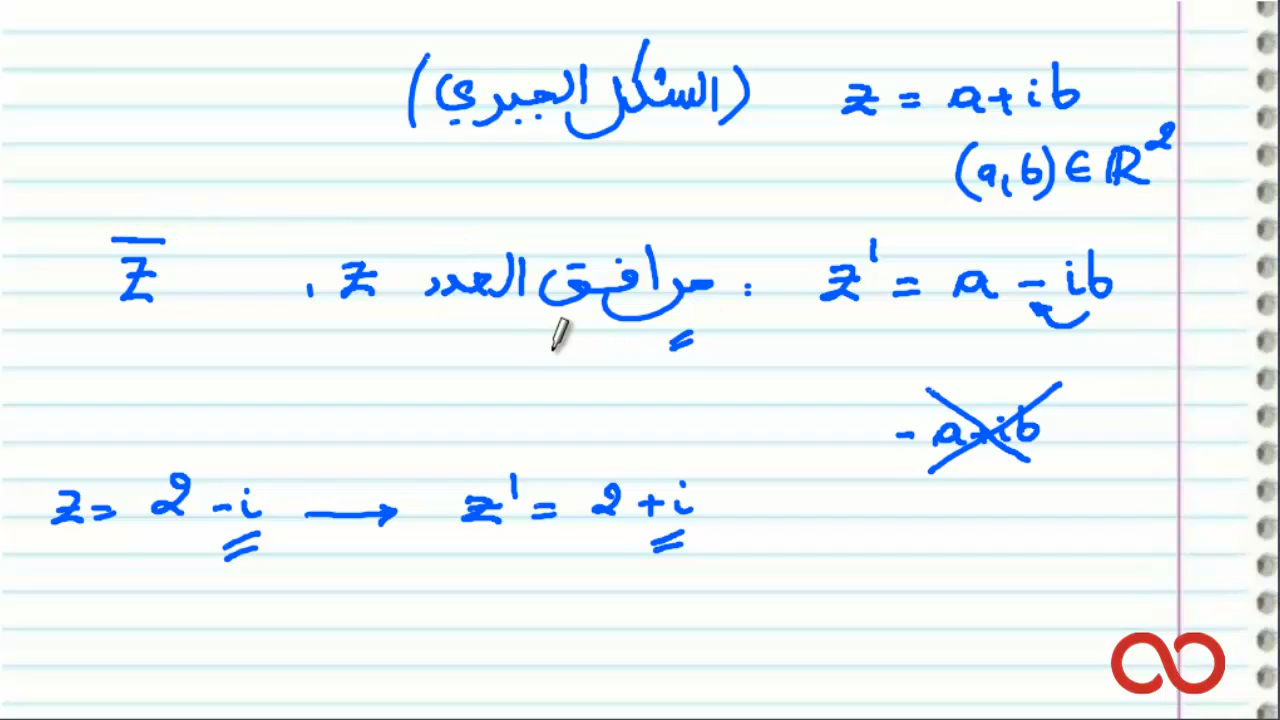 z = a+ib (الشكل الجبري)
(a,b) ∈ ℝ²
z' = a - ib : مرافق العدد z ، z̅
- a+ib
z = 2 - i ⟶ z' = 2 + i